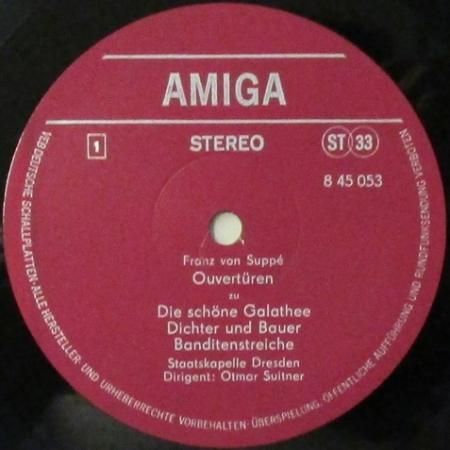 AMIGA
1
STEREO
ST 33
8 45 053
Franz von Suppé
Ouvertüren
zu
Die schöne Galathee
Dichter und Bauer
Banditenstreiche
Staatskapelle Dresden
Dirigent: Otmar Suitner
VEB DEUTSCHE SCHALLPLATTEN·ALLE HERSTELLER- UND URHEBERRECHTE VORBEHALTEN·ÜBERSPIELUNG, ÖFFENTLICHE AUFFÜHRUNG UND RUNDFUNKSENDUNG VERBOTEN